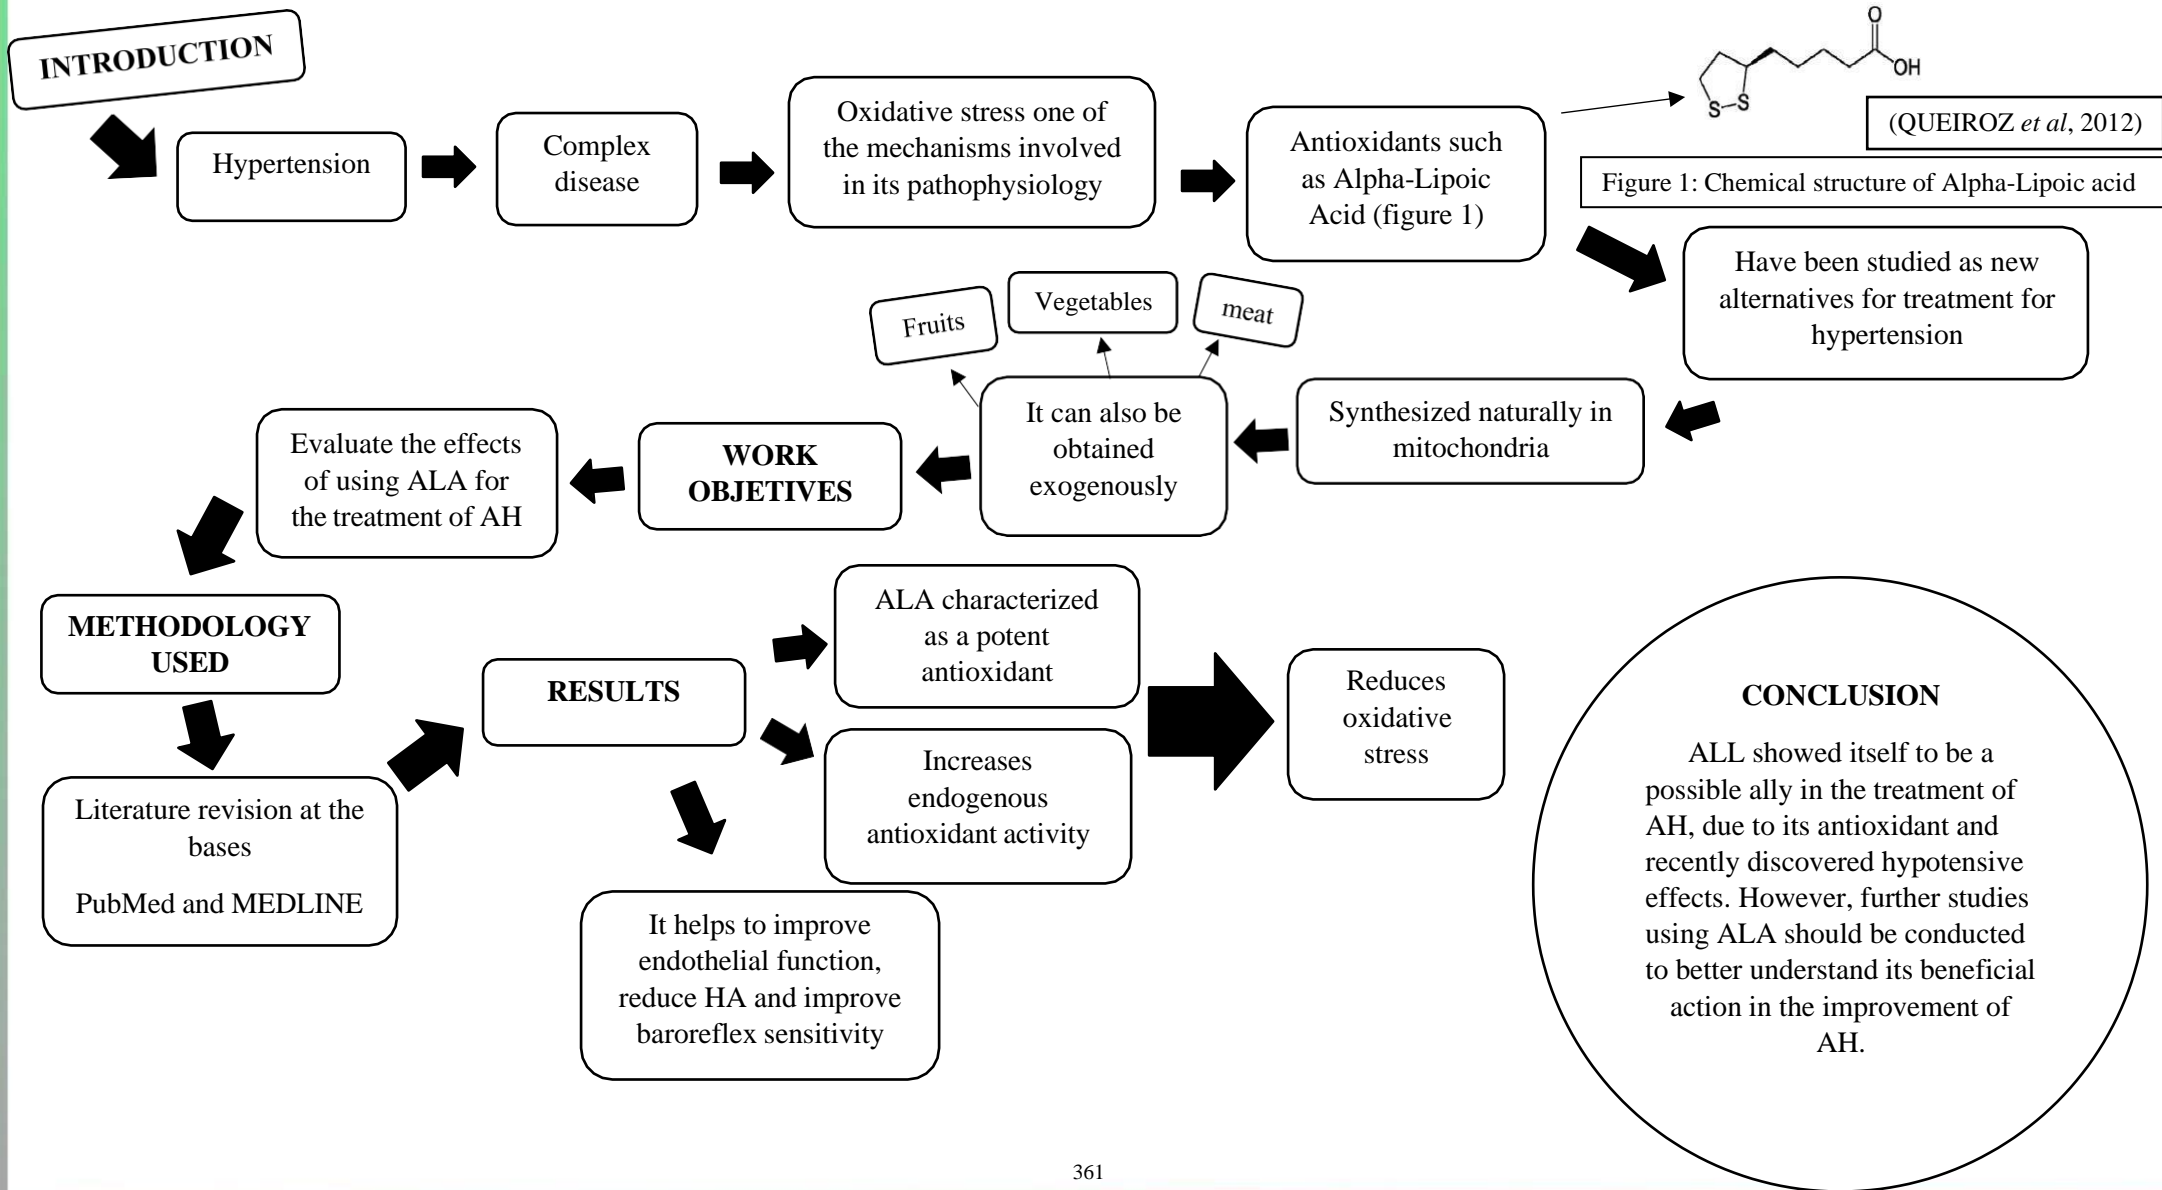 INTRODUCTION
Hypertension
Complex
disease
Oxidative stress one of
the mechanisms involved
in its pathophysiology
Antioxidants such
as Alpha-Lipoic
Acid (figure 1)
O
OH
S
S
(QUEIROZ et al, 2012)
Figure 1: Chemical structure of Alpha-Lipoic acid
Have been studied as new
alternatives for treatment for
hypertension
Synthesized naturally in
mitochondria
It can also be
obtained
exogenously
Fruits
Vegetables
meat
WORK
OBJETIVES
Evaluate the effects
of using ALA for
the treatment of AH
METHODOLOGY
USED
Literature revision at the
bases
PubMed and MEDLINE
RESULTS
ALA characterized
as a potent
antioxidant
Increases
endogenous
antioxidant activity
It helps to improve
endothelial function,
reduce HA and improve
baroreflex sensitivity
Reduces
oxidative
stress
CONCLUSION
ALL showed itself to be a
possible ally in the treatment of
AH, due to its antioxidant and
recently discovered hypotensive
effects. However, further studies
using ALA should be conducted
to better understand its beneficial
action in the improvement of
AH.
361